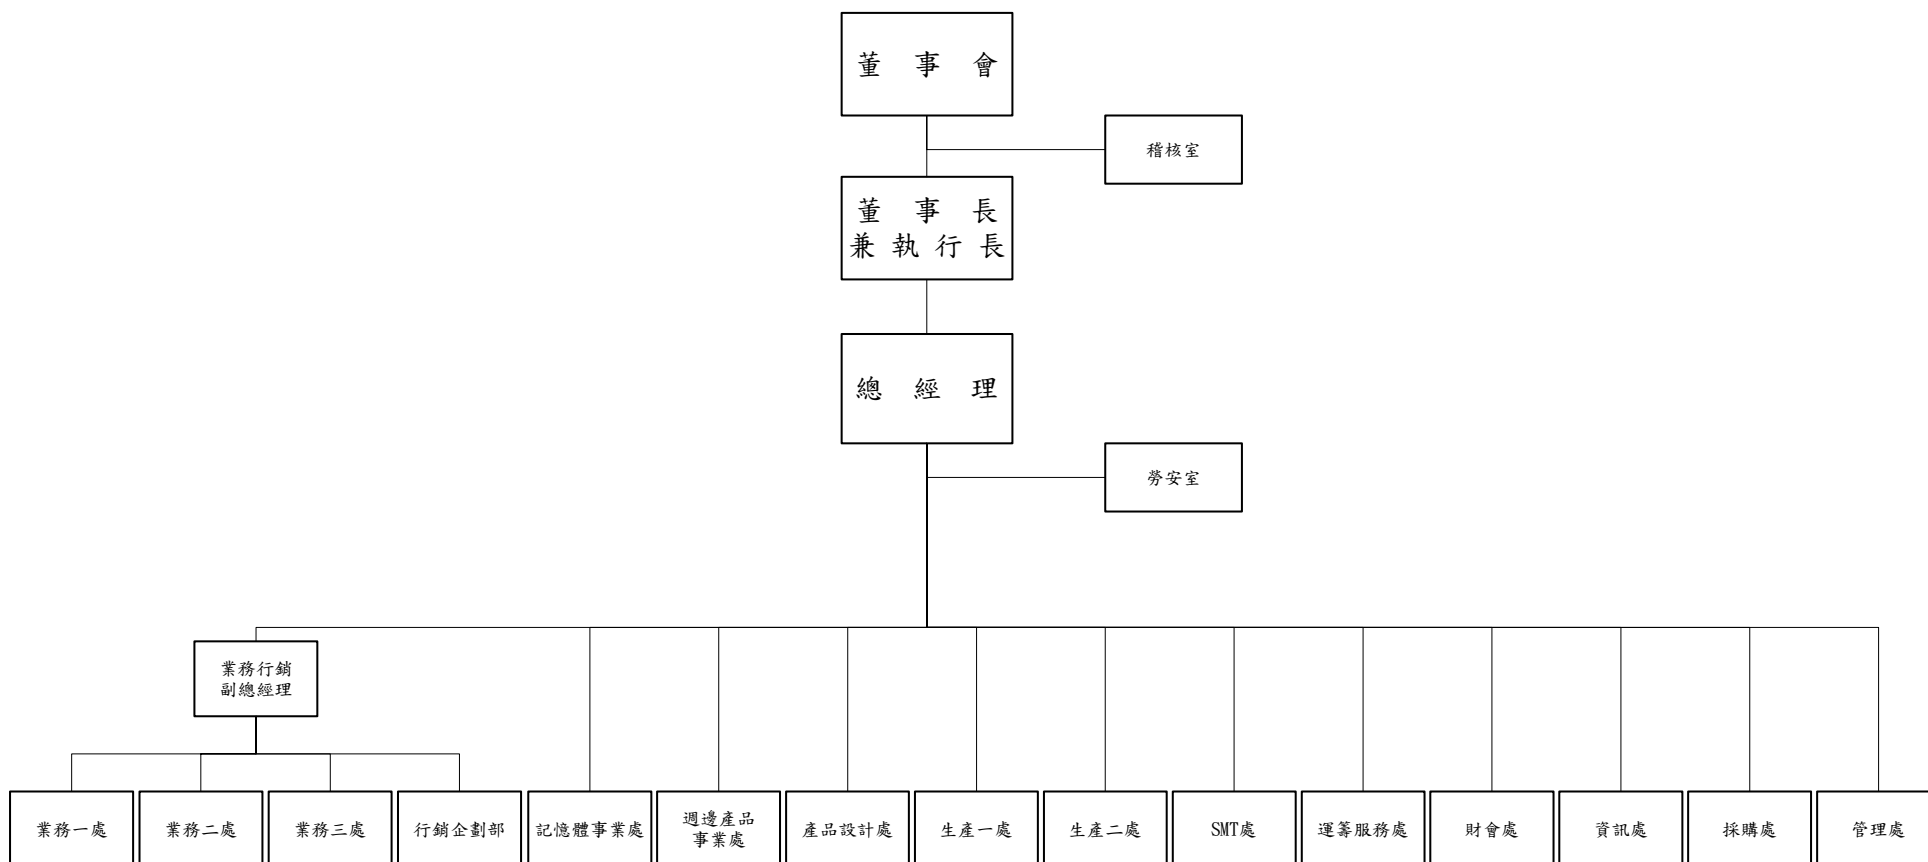 董事會
稽核室
董事長
兼執行長
總經理
勞安室
業務行銷
副總經理
業務一處
業務二處
業務三處
行銷企劃部
記憶體事業處
週邊產品
事業處
產品設計處
生產一處
生產二處
SMT處
運籌服務處
財會處
資訊處
採購處
管理處